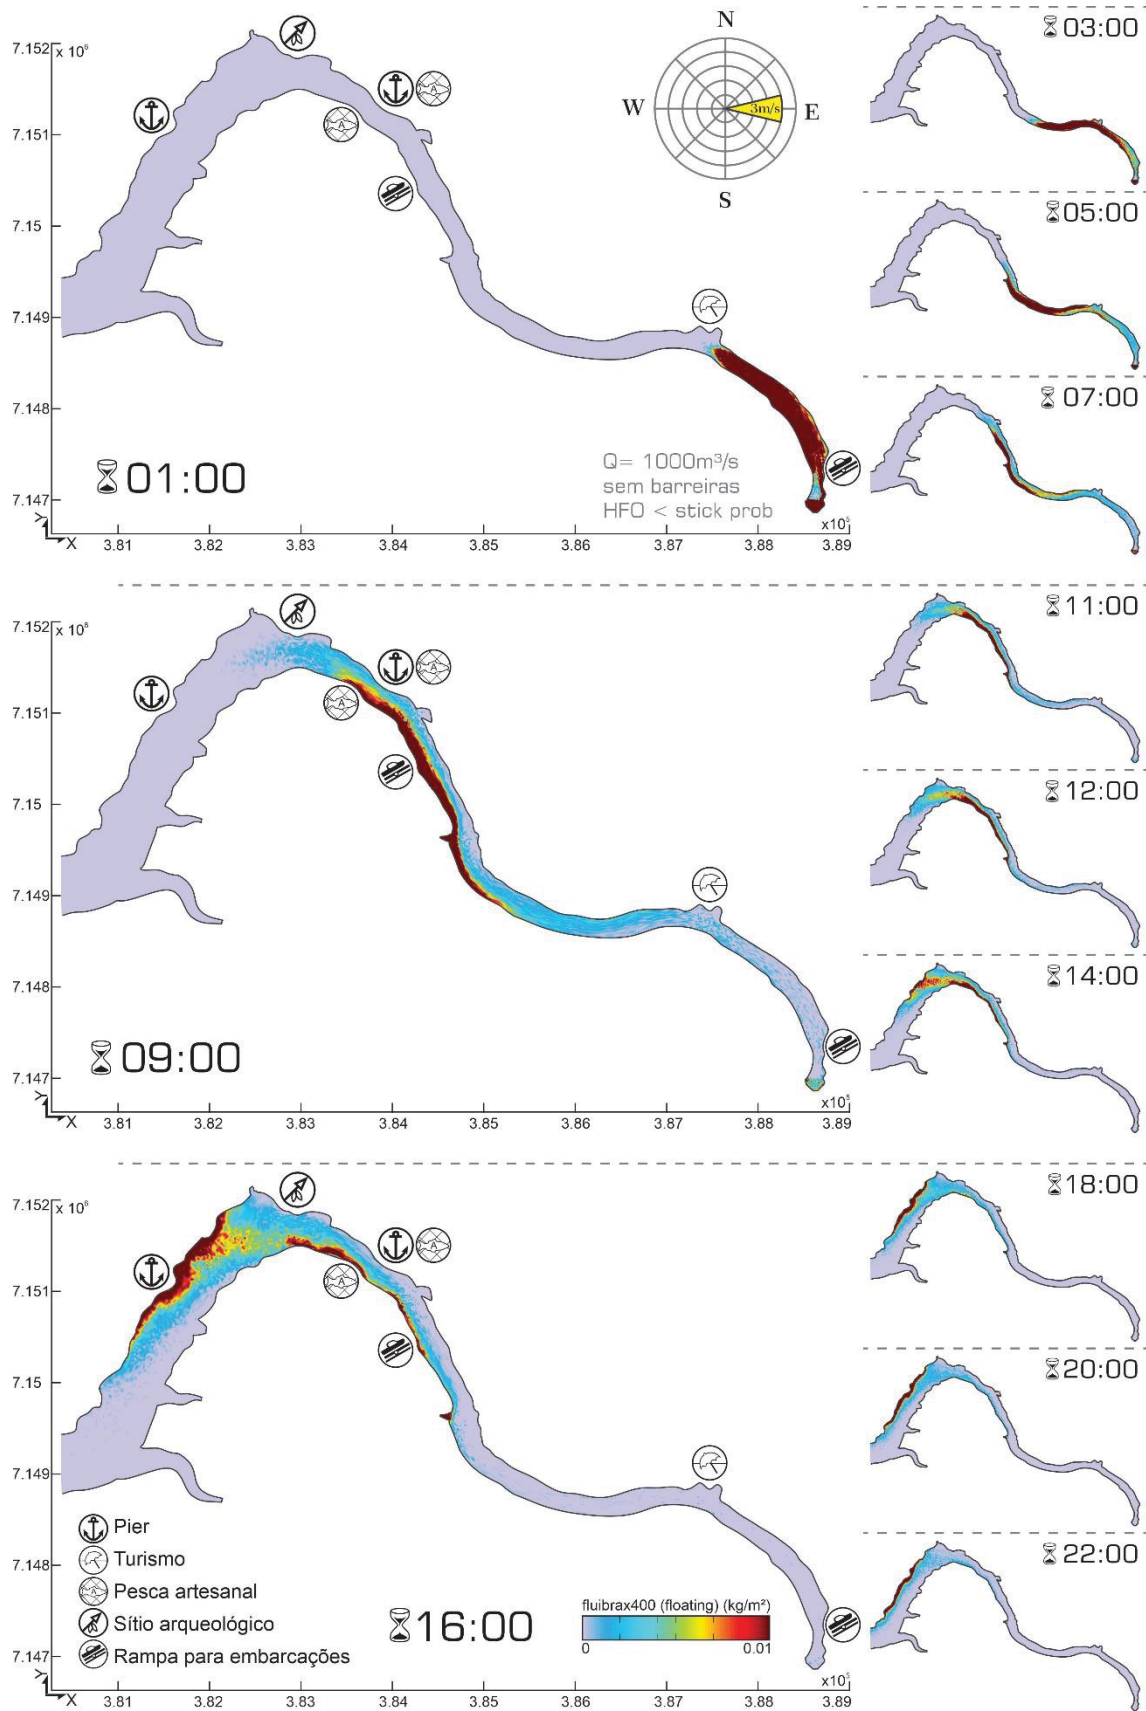 7.152
x 10⁶
7.151
7.15
7.149
7.148
7.147
Y
X
3.81
3.82
3.83
3.84
3.85
3.86
3.87
3.88
3.89
x10⁵
A
N
W
E
S
3m/s
01:00
Q= 1000m³/s
sem barreiras
HFO < stick prob
03:00
05:00
07:00
7.152
x 10⁶
7.151
7.15
7.149
7.148
7.147
Y
X
3.81
3.82
3.83
3.84
3.85
3.86
3.87
3.88
3.89
x10⁵
A
09:00
11:00
12:00
14:00
7.152
x 10⁶
7.151
7.15
7.149
7.148
7.147
Y
X
3.81
3.82
3.83
3.84
3.85
3.86
3.87
3.88
3.89
x10⁵
A
Pier
Turismo
Pesca artesanal
Sítio arqueológico
Rampa para embarcações
16:00
fluibrax400 (floating) (kg/m²)
0
0.01
18:00
20:00
22:00